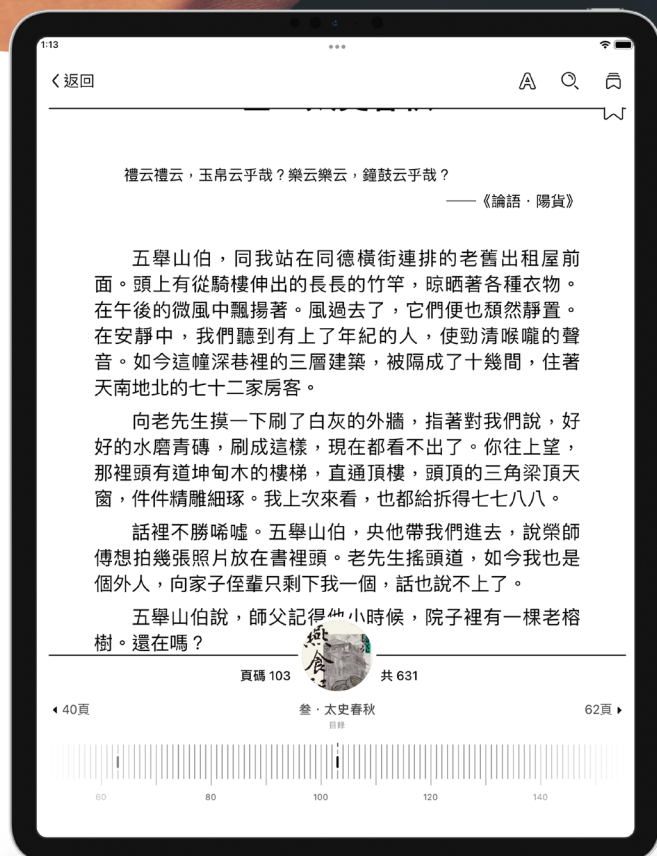 1:13
返回
禮云禮云，玉帛云乎哉？樂云樂云，鐘鼓云乎哉？
——《論語‧陽貨》
五舉山伯，同我站在同德橫街連排的老舊出租屋前
面。頭上有從騎樓伸出的長長的竹竿，晾晒著各種衣物。
在午後的微風中飄揚著。風過去了，它們便也頹然靜置。
在安靜中，我們聽到有上了年紀的人，使勁清喉嚨的聲
音。如今這幢深巷裡的三層建築，被隔成了十幾間，住著
天南地北的七十二家房客。
向老先生摸一下刷了白灰的外牆，指著對我們說，好
好的水磨青磚，刷成這樣，現在都看不出了。你往上望，
那裡頭有道坤甸木的樓梯，直通頂樓，頭頂的三角梁頂天
窗，件件精雕細琢。我上次來看，也都給拆得七七八八。
話裡不勝唏噓。五舉山伯，央他帶我們進去，說榮師
傅想拍幾張照片放在書裡頭。老先生搖頭道，如今我也是
個外人，向家子侄輩只剩下我一個，話也說不上了。
五舉山伯說，師父記得他小時候，院子裡有一棵老榕
樹。還在嗎？
頁碼 103
燕食
共 631
40頁
叁‧太史春秋
62頁
目錄
60 80 100 120 140